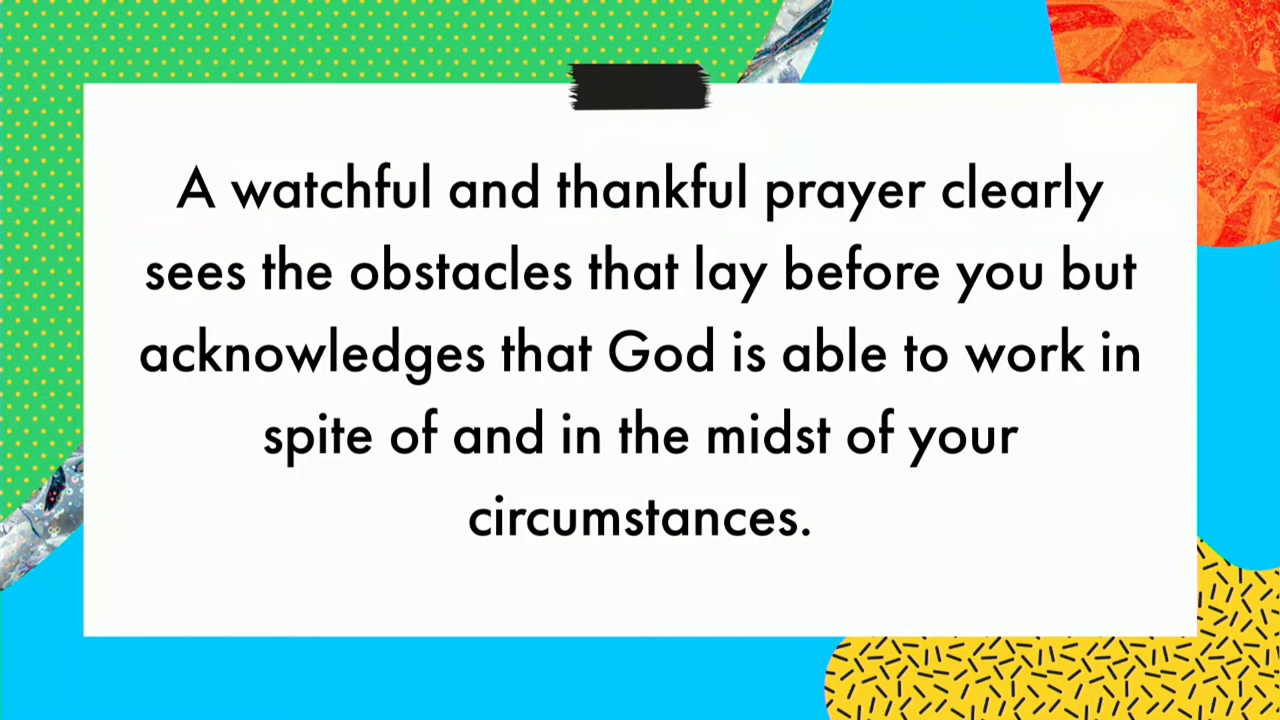 A watchful and thankful prayer clearly
sees the obstacles that lay before you but
acknowledges that God is able to work in
spite of and in the midst of your
circumstances.